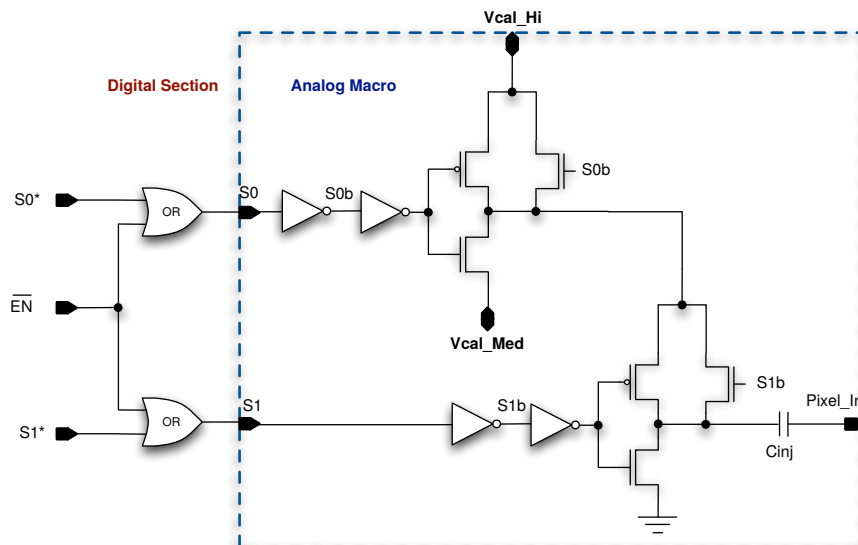 Vcal_Hi
Digital Section
Analog Macro
S0*
OR
S0
S0b
S0b
EN
Vcal_Med
S1*
OR
S1
S1b
S1b
Pixel_In
Cinj